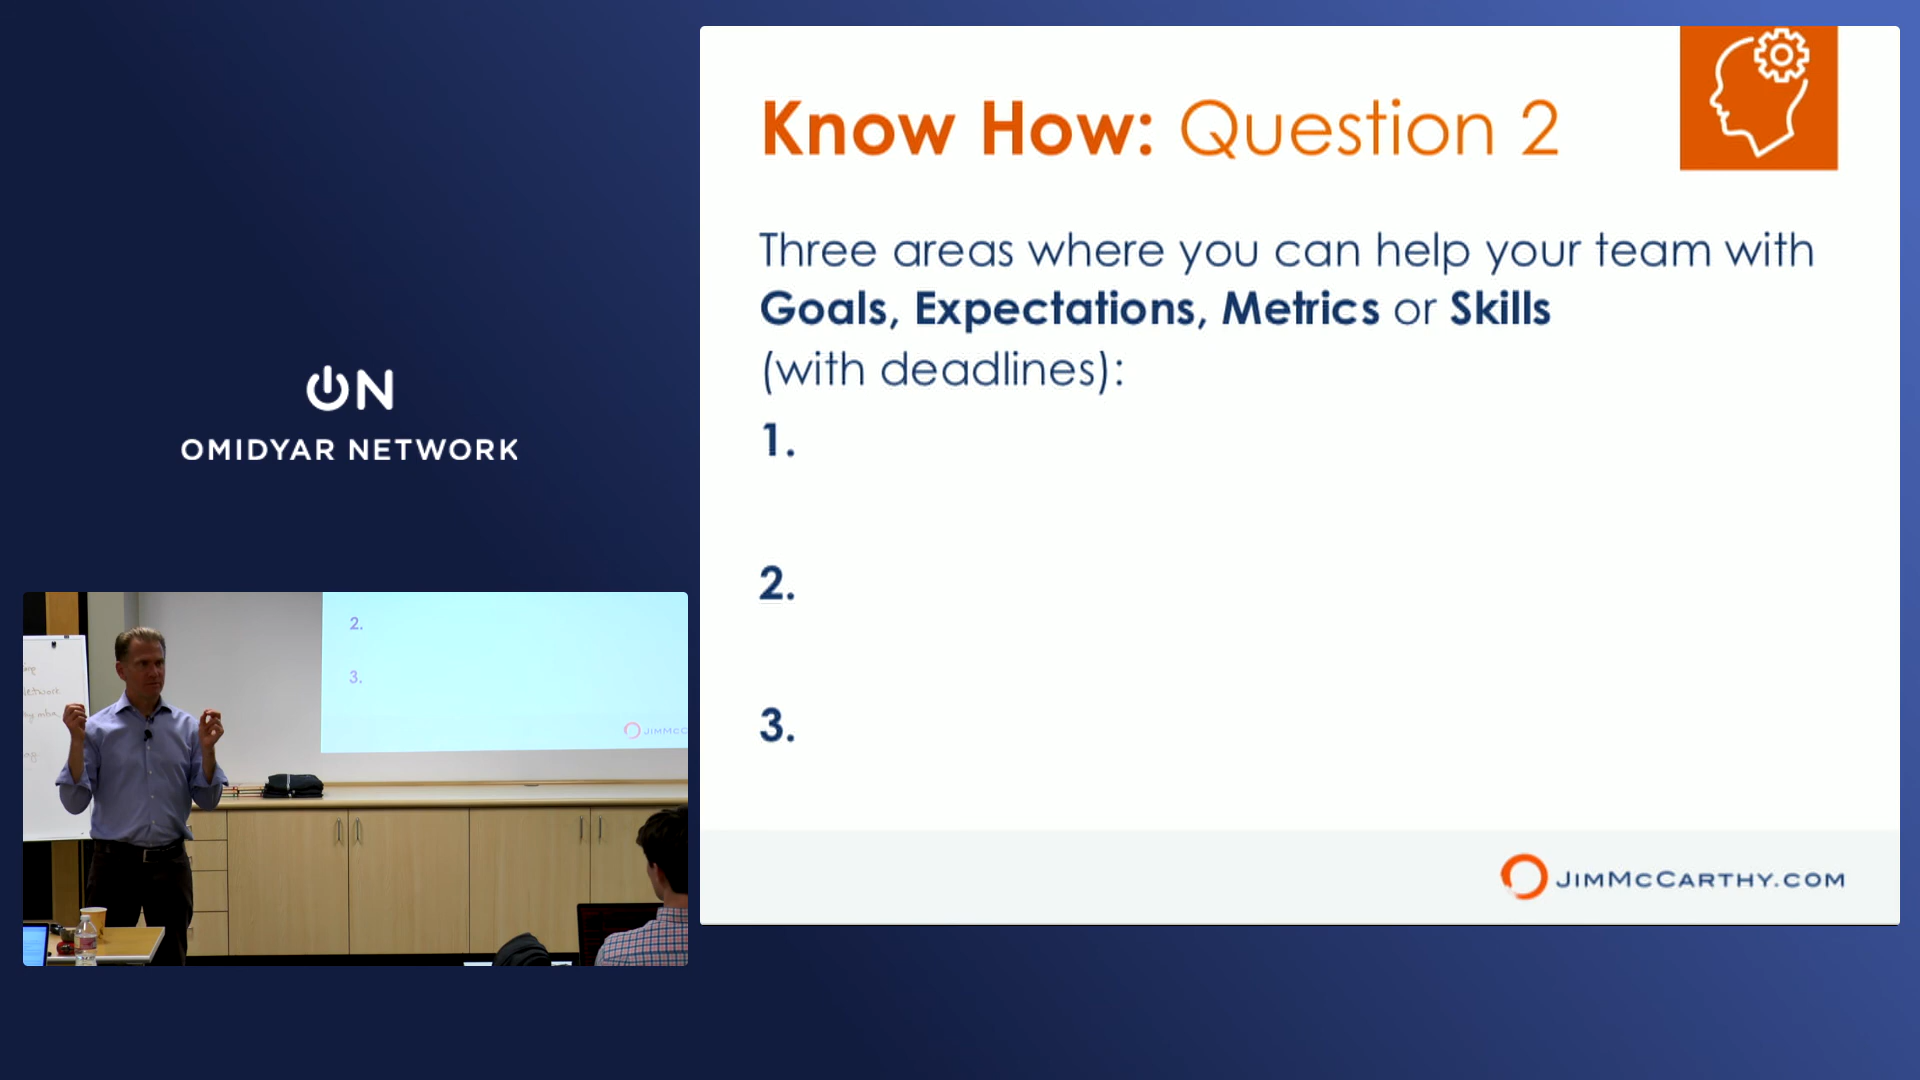 Know How: Question 2
Three areas where you can help your team with
Goals, Expectations, Metrics or Skills
(with deadlines):
1.
2.
3.
JIMMCCARTHY.COM
ON
OMIDYAR NETWORK
2.
3.
JIMMCC